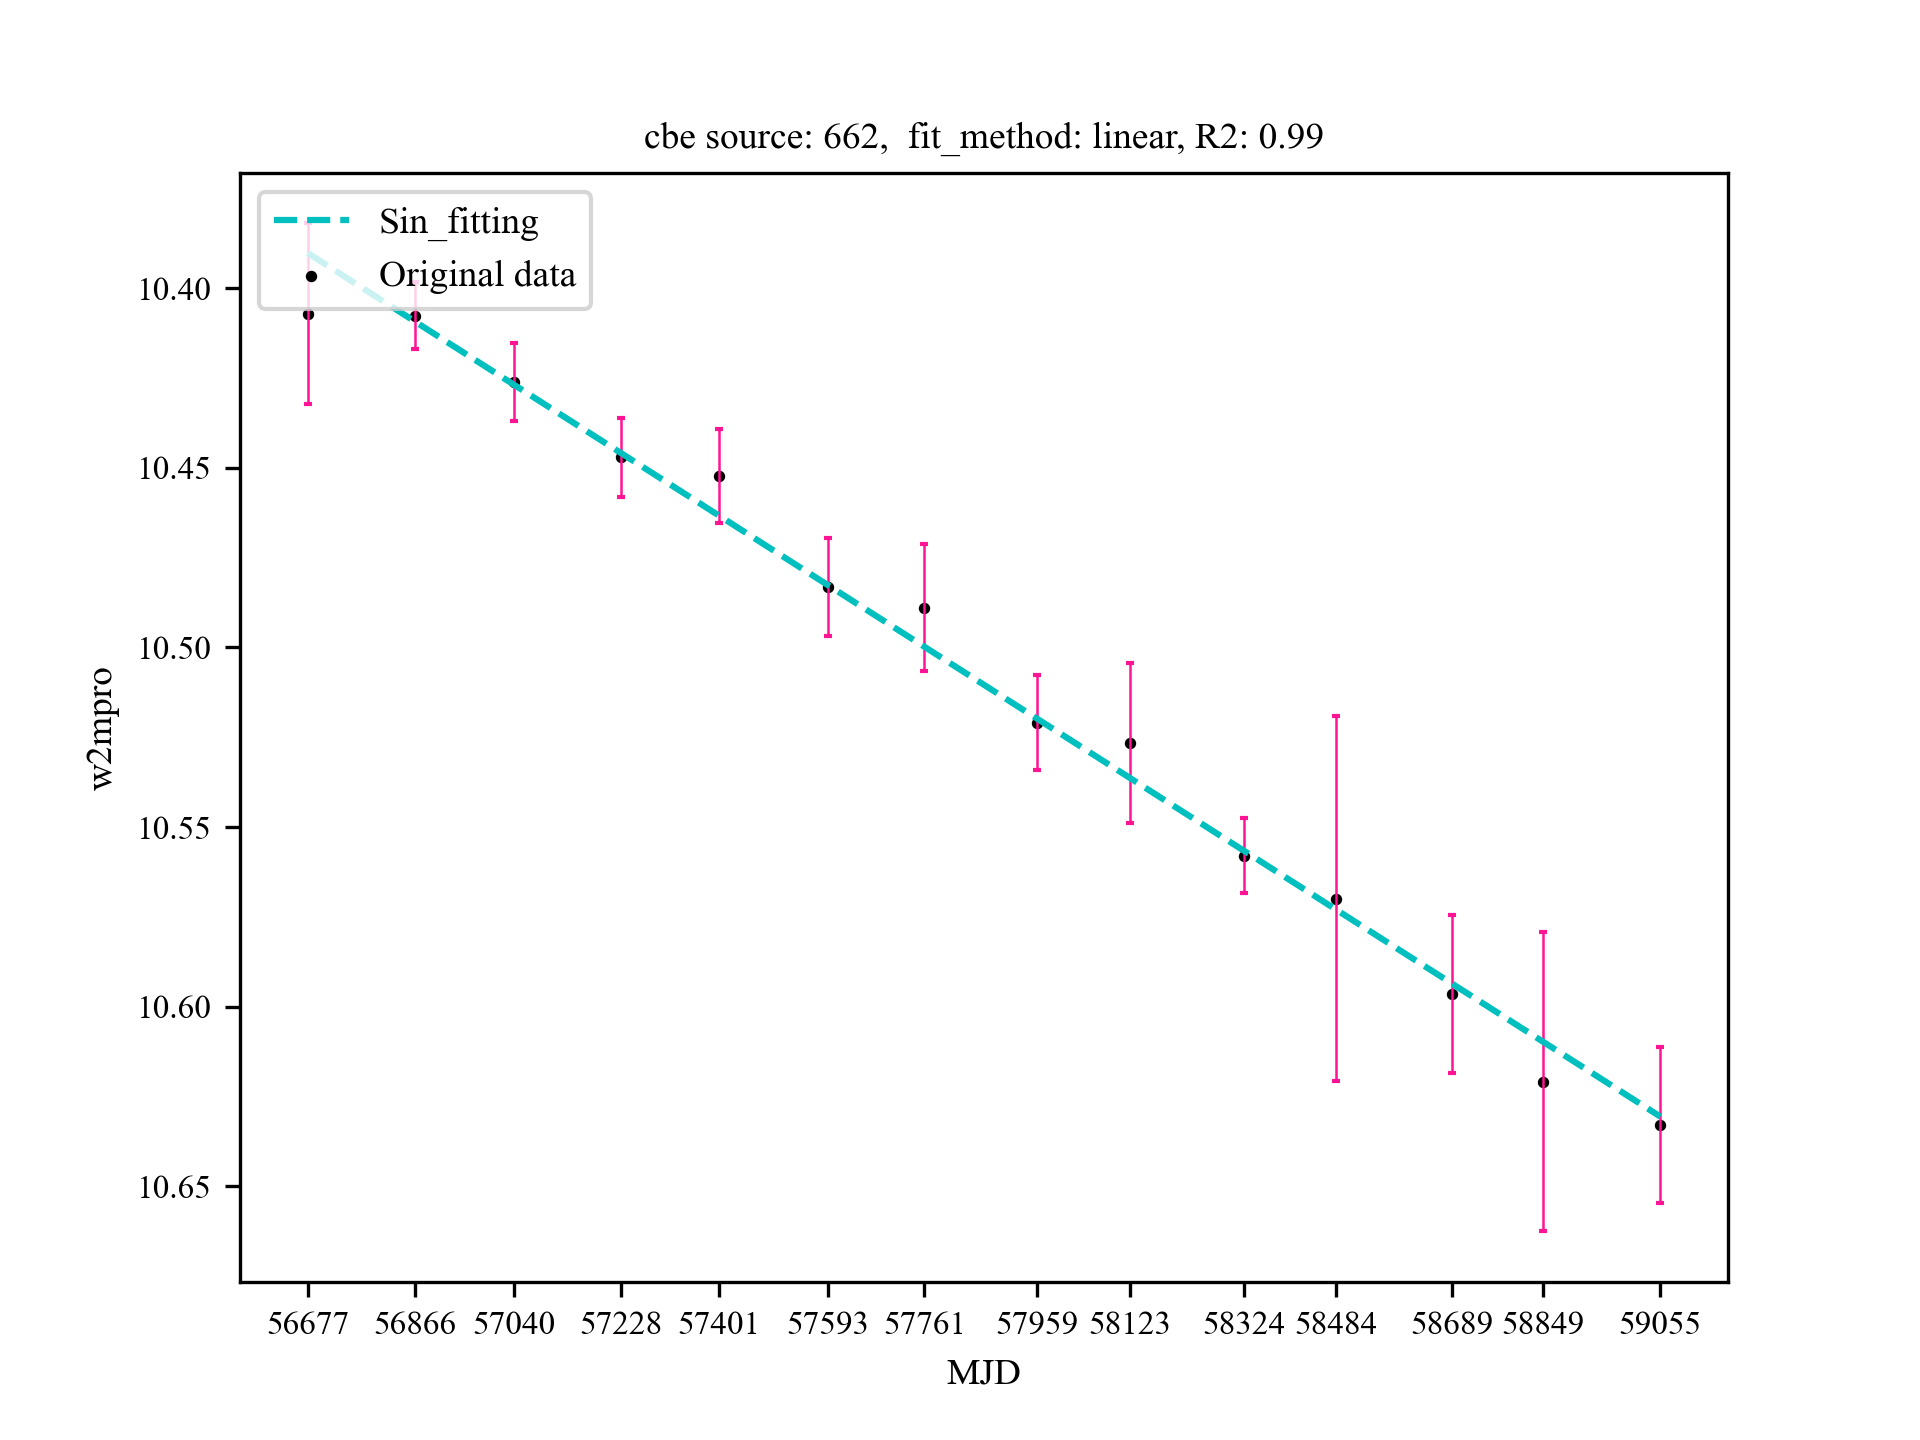 cbe source: 662,  fit_method: linear, R2: 0.99
Sin_fitting
Original data
10.40
10.45
10.50
10.55
10.60
10.65
w2mpro
56677 56866 57040 57228 57401 57593 57761 57959 58123 58324 58484 58689 58849 59055
MJD